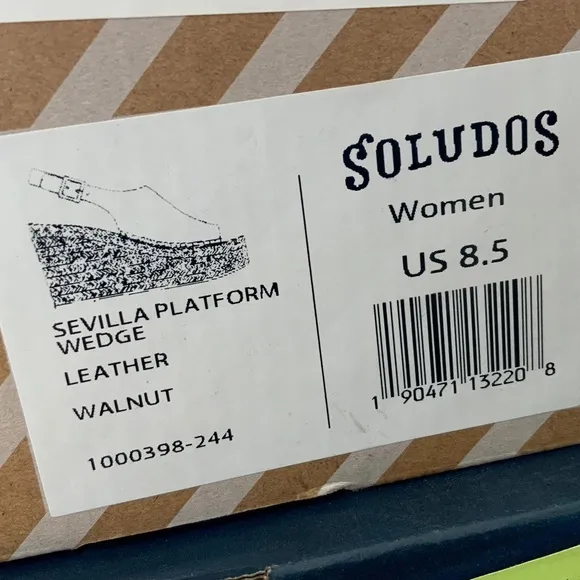 SEVILLA PLATFORM
WEDGE
LEATHER
WALNUT
1000398-244
SOLUDOS
Women
US 8.5
1 90471 13220 8